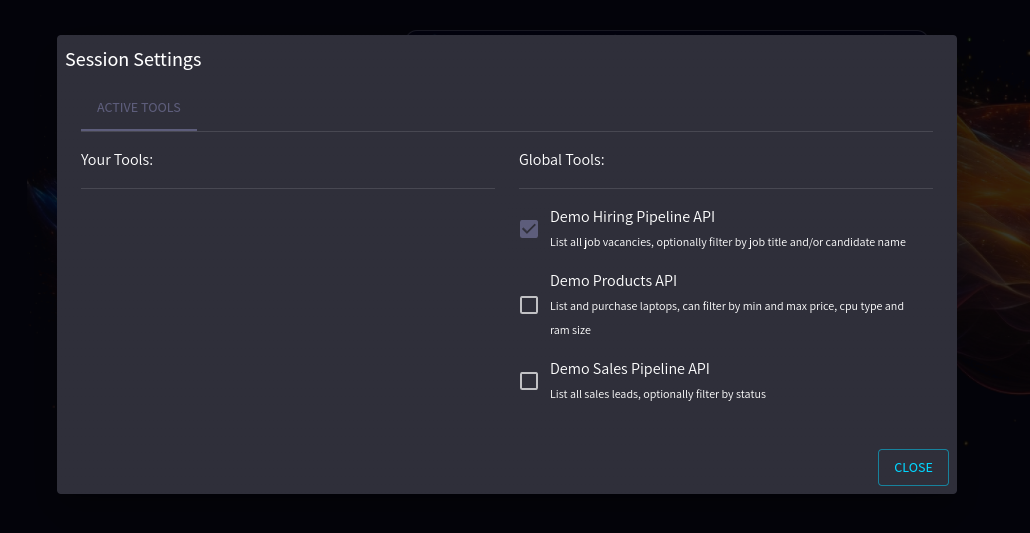 Session Settings
ACTIVE TOOLS
Your Tools:
Global Tools:
Demo Hiring Pipeline API
List all job vacancies, optionally filter by job title and/or candidate name
Demo Products API
List and purchase laptops, can filter by min and max price, cpu type and
ram size
Demo Sales Pipeline API
List all sales leads, optionally filter by status
CLOSE